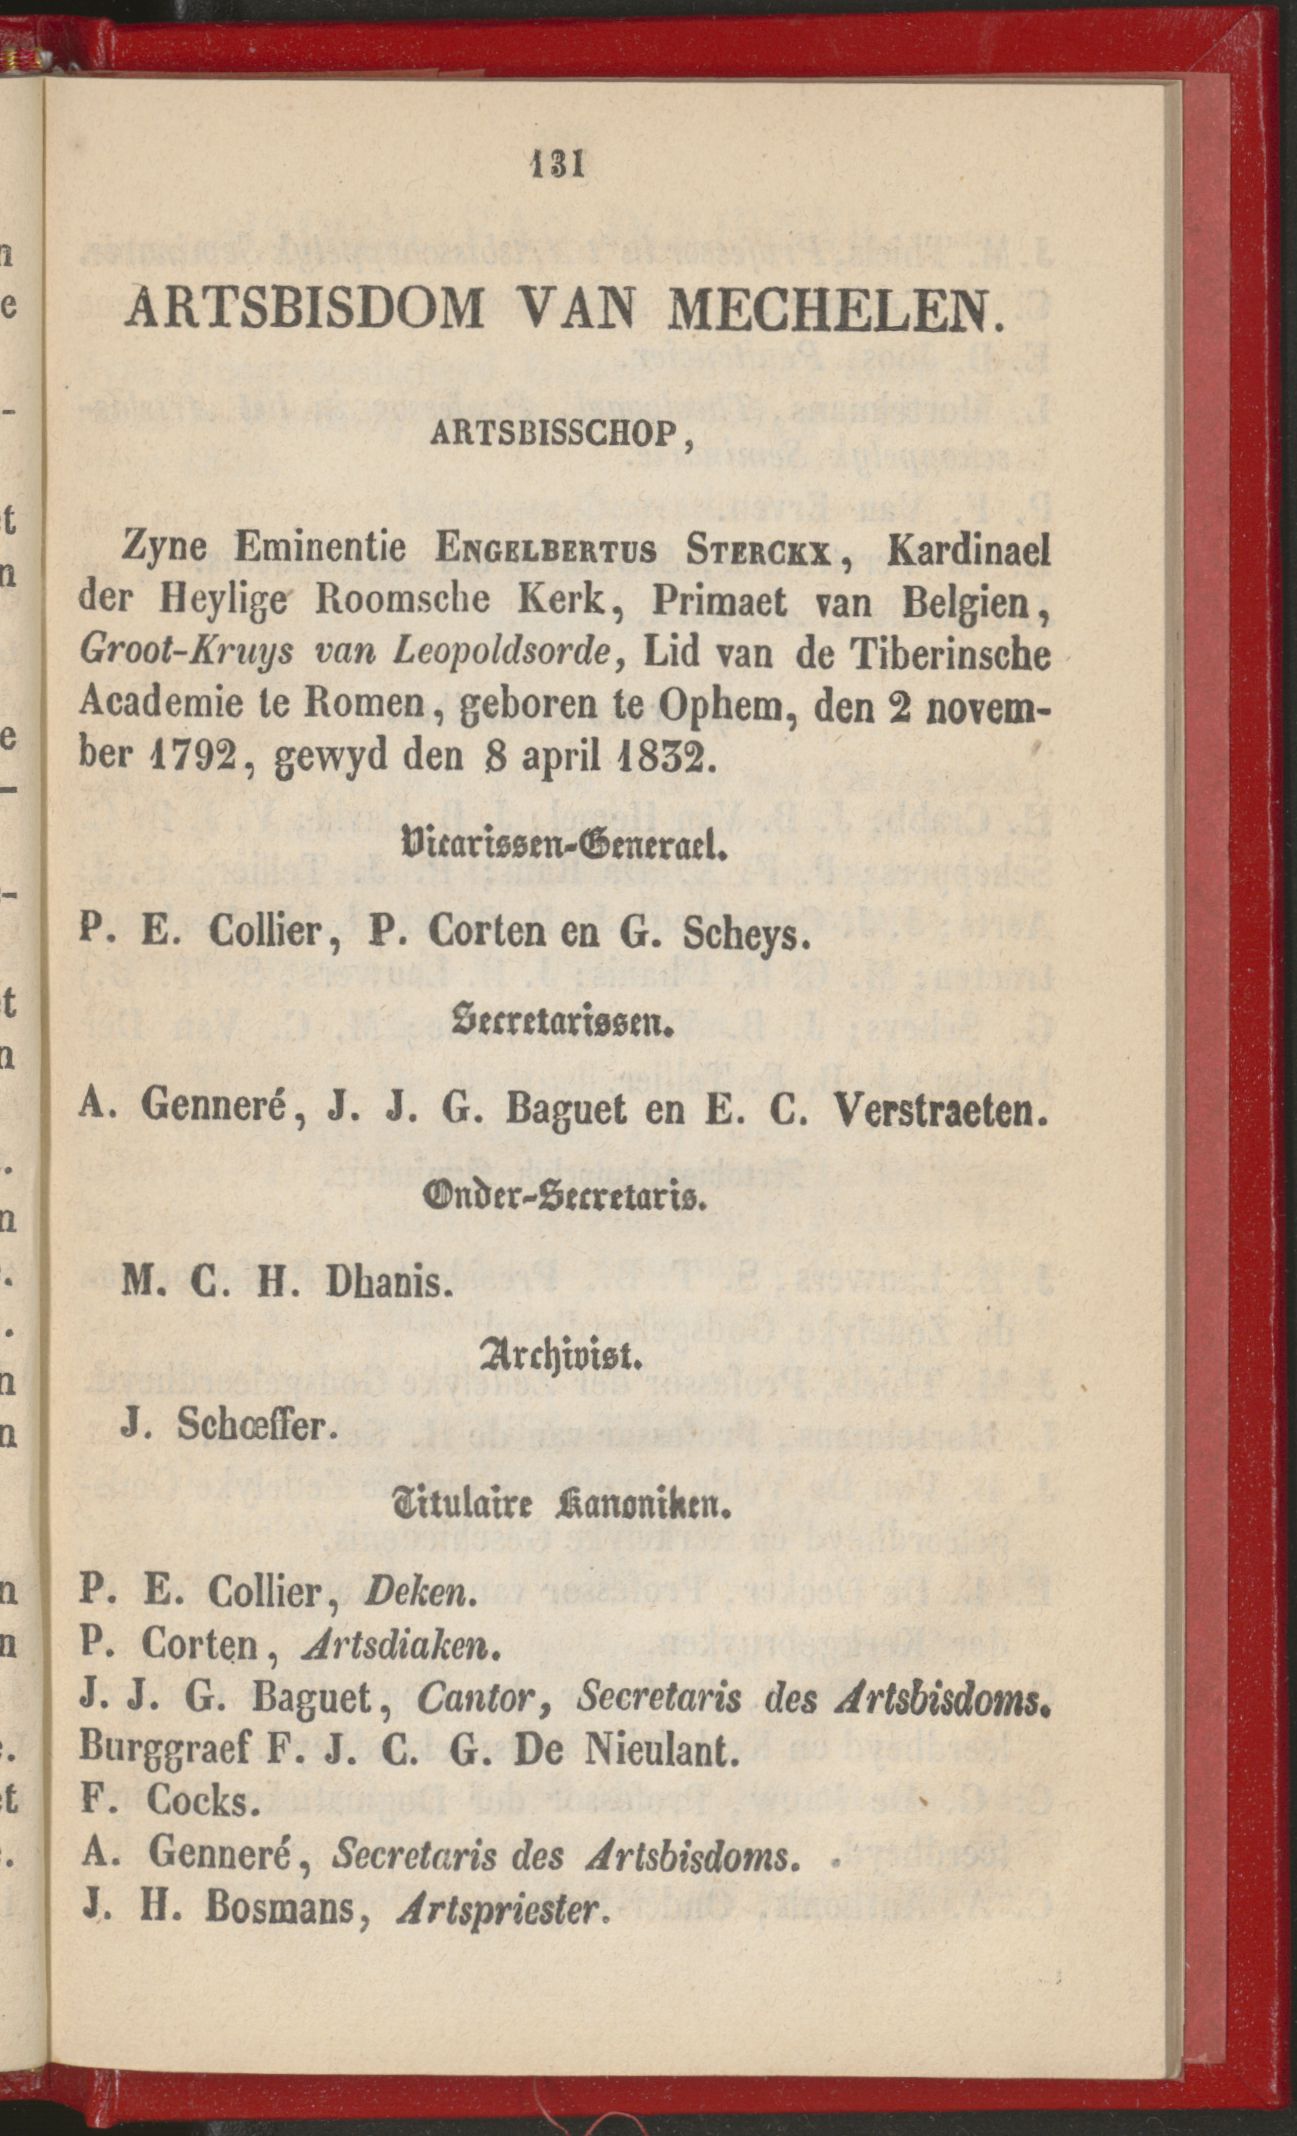 131
ARTSBISDOM VAN MECHELEN.
ARTSBISSCHOP,
Zyne Eminentie ENGELBERTUS STERCKX, Kardinael
der Heylige Roomsche Kerk, Primaet van Belgien,
Groot-Kruys van Leopoldsorde, Lid van de Tiberinsche
Academie te Romen, geboren te Ophem, den 2 novem-
ber 1792, gewyd den 8 april 1832.
Vicarissen-Generael.
P. E. Collier, P. Corten en G. Scheys.
Secretarissen.
A. Genneré, J. J. G. Baguet en E. C. Verstraeten.
Onder-Secretaris.
M. C. H. Dhanis.
Archivist.
J. Schœffer.
Titulaire Kanoniken.
P. E. Collier, Deken.
P. Corten, Artsdiaken.
J. J. G. Baguet, Cantor, Secretaris des Artsbisdoms.
Burggraef F. J. C. G. De Nieulant.
F. Cocks.
A. Genneré, Secretaris des Artsbisdoms.
J. H. Bosmans, Artspriester.